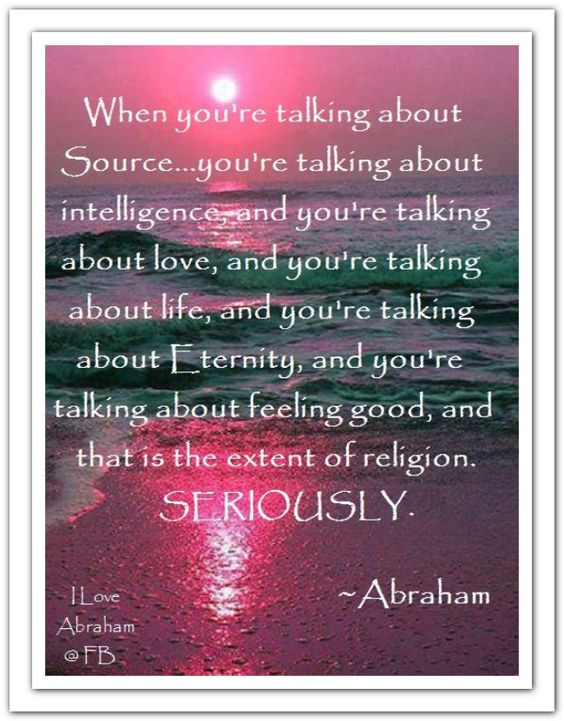 When you're talking about
Source...you're talking about
intelligence, and you're talking
about love, and you're talking
about life, and you're talking
about Eternity, and you're
talking about feeling good, and
that is the extent of religion.
SERIOUSLY.
~Abraham
I Love
Abraham
@ FB